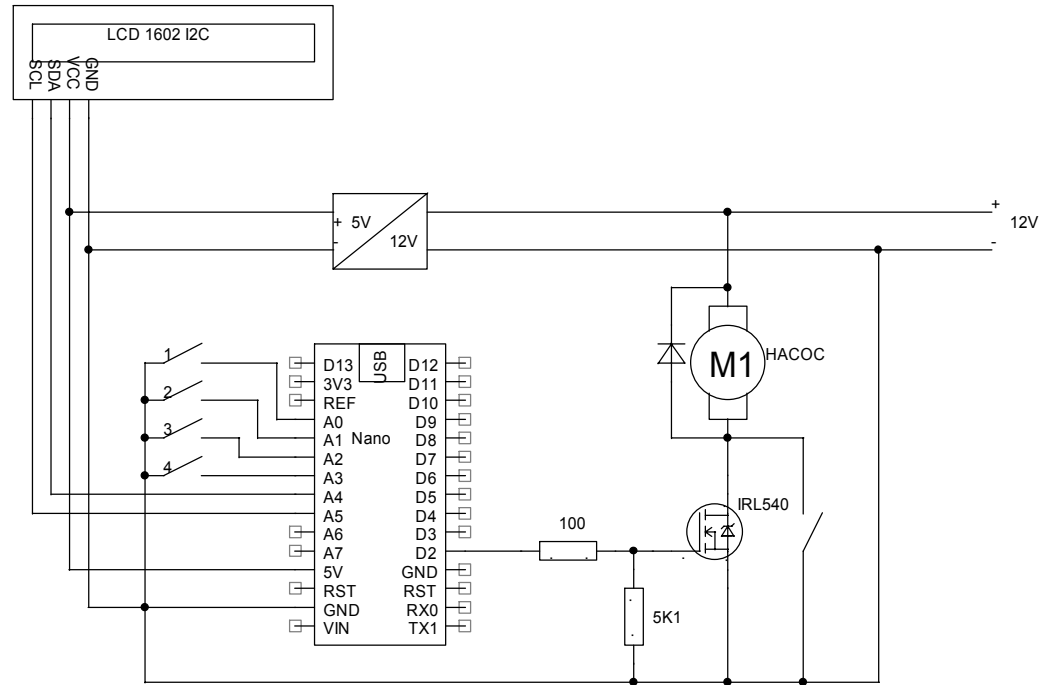 LCD 1602 I2C
SCL
SDA
VCC
GND
+ 5V
-
12V
+
12V
-
1
2
3
4
USB
Nano
D13
3V3
REF
A0
A1
A2
A3
A4
A5
A6
A7
5V
RST
GND
VIN
D12
D11
D10
D9
D8
D7
D6
D5
D4
D3
D2
GND
RST
RX0
TX1
M1
HACOC
IRL540
100
5K1